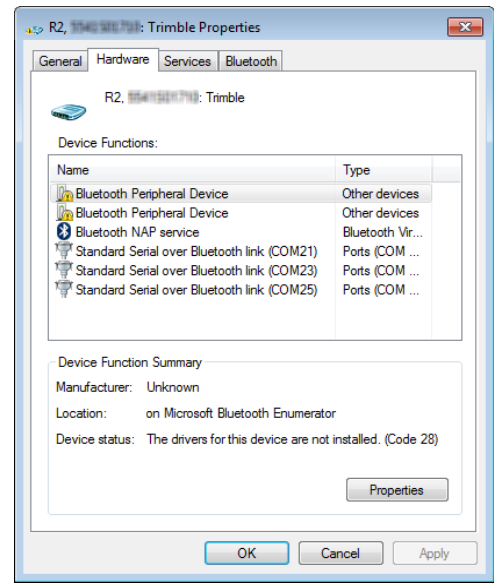 R2, : Trimble Properties
General Hardware Services Bluetooth
R2, : Trimble
Device Functions:
Name Type
Bluetooth Peripheral Device Other devices
Bluetooth Peripheral Device Other devices
Bluetooth NAP service Bluetooth Vir...
Standard Serial over Bluetooth link (COM21) Ports (COM ...
Standard Serial over Bluetooth link (COM23) Ports (COM ...
Standard Serial over Bluetooth link (COM25) Ports (COM ...
Device Function Summary
Manufacturer: Unknown
Location: on Microsoft Bluetooth Enumerator
Device status: The drivers for this device are not installed. (Code 28)
Properties
OK Cancel Apply